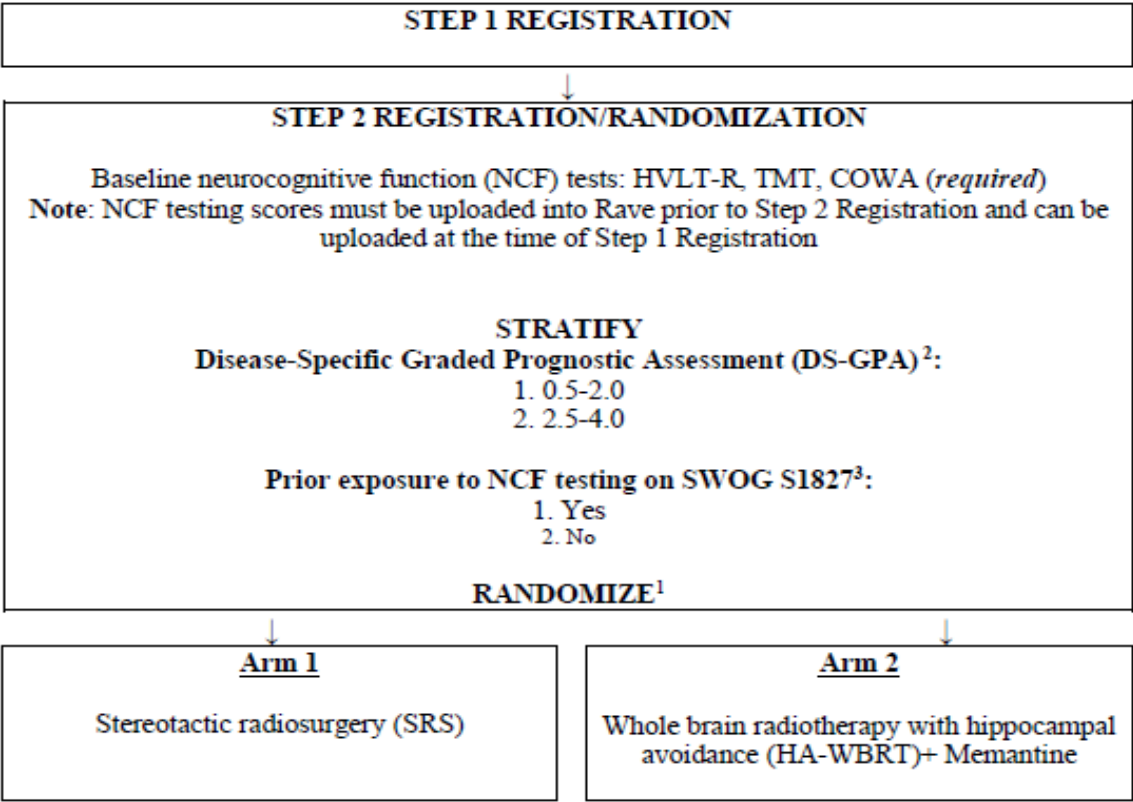 STEP 1 REGISTRATION
↓
STEP 2 REGISTRATION/RANDOMIZATION
Baseline neurocognitive function (NCF) tests: HVLT-R, TMT, COWA (required)
Note: NCF testing scores must be uploaded into Rave prior to Step 2 Registration and can be
uploaded at the time of Step 1 Registration
STRATIFY
Disease-Specific Graded Prognostic Assessment (DS-GPA) ²:
1. 0.5-2.0
2. 2.5-4.0
Prior exposure to NCF testing on SWOG S1827³:
1. Yes
2. No
RANDOMIZE¹
↓ ↓
Arm 1
Stereotactic radiosurgery (SRS)
Arm 2
Whole brain radiotherapy with hippocampal
avoidance (HA-WBRT)+ Memantine